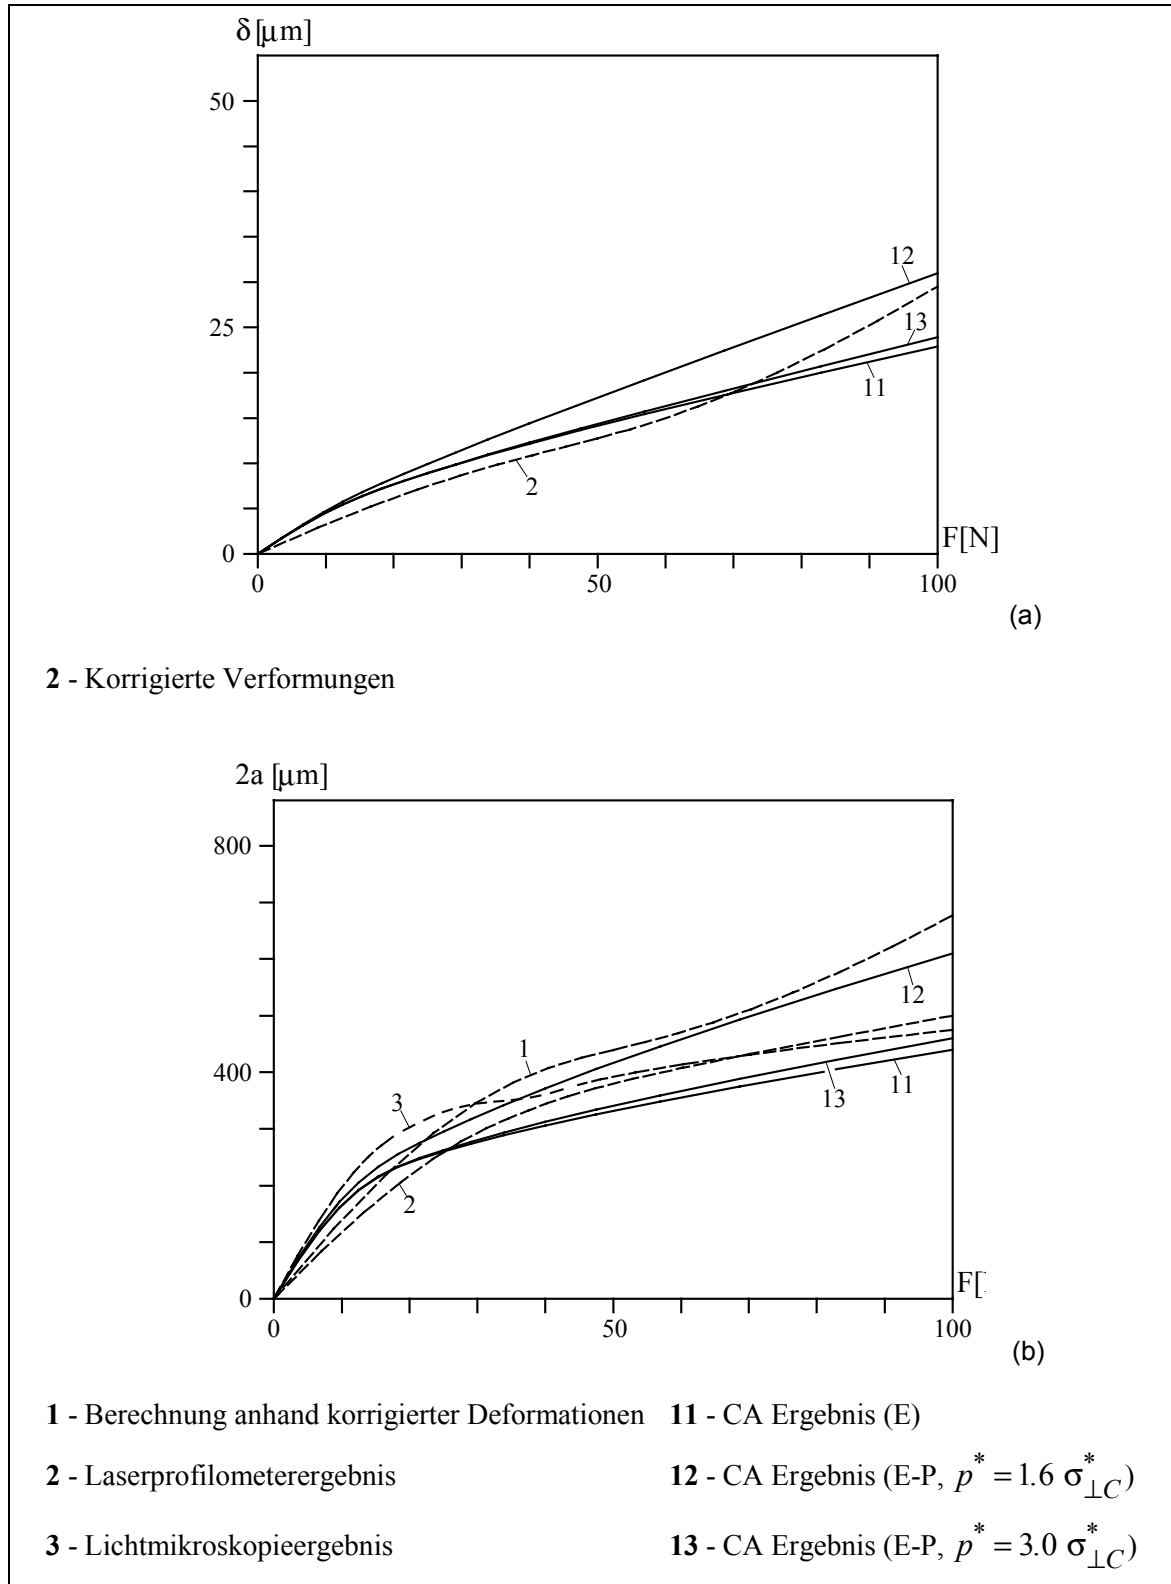 δ[μm]
50
25
0
12
13
11
2
F[N]
0
50
100
(a)
2 - Korrigierte Verformungen
2a [μm]
800
400
0
1
3
2
12
13
11
F[
0
50
100
(b)
1 - Berechnung anhand korrigierter Deformationen 11 - CA Ergebnis (E)
2 - Laserprofilometerergebnis 12 - CA Ergebnis (E-P, p* = 1.6 σ*⊥C)
3 - Lichtmikroskopieergebnis 13 - CA Ergebnis (E-P, p* = 3.0 σ*⊥C)